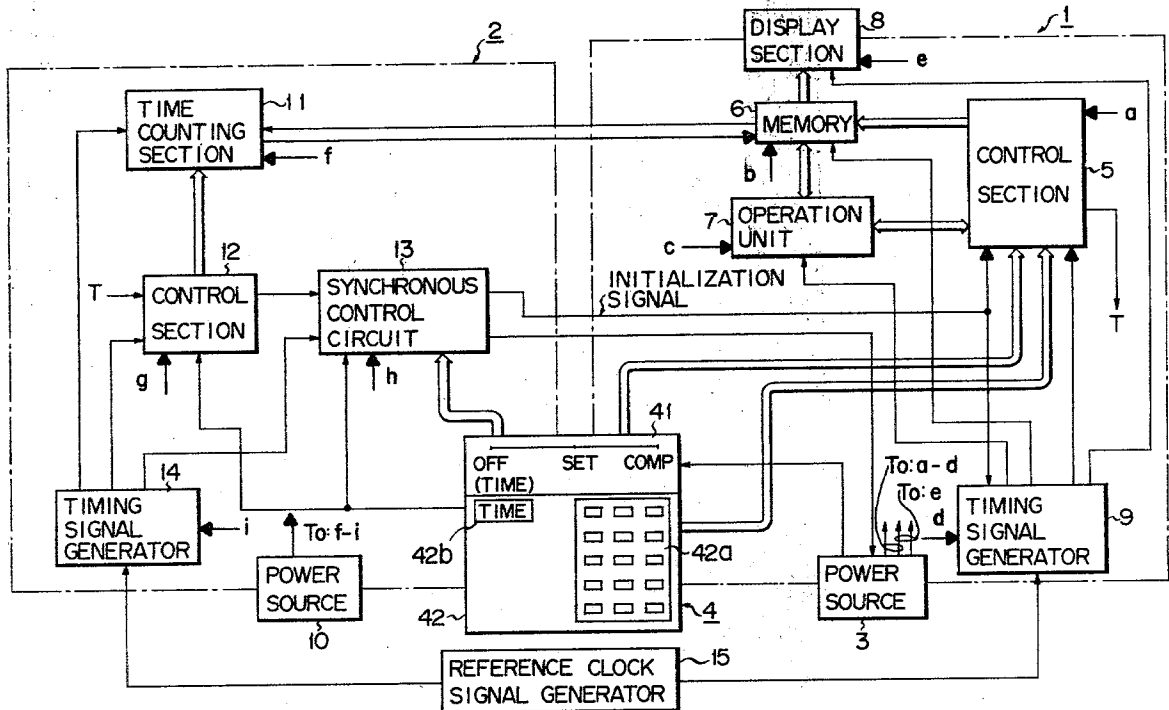 DISPLAY
SECTION
8
1
2
e
TIME
COUNTING
SECTION
11
f
6
MEMORY
b
CONTROL
SECTION
a
5
7
OPERATION
UNIT
c
12
T
CONTROL
SECTION
g
13
SYNCHRONOUS
CONTROL
CIRCUIT
h
INITIALIZATION
SIGNAL
T
41
OFF
(TIME)
SET
COMP
TIME
42b
42a
42
4
14
TIMING
SIGNAL
GENERATOR
i
To: f-i
POWER
SOURCE
10
To: a-d
To: e
d
POWER
SOURCE
3
TIMING
SIGNAL
GENERATOR
9
REFERENCE CLOCK
SIGNAL GENERATOR
15